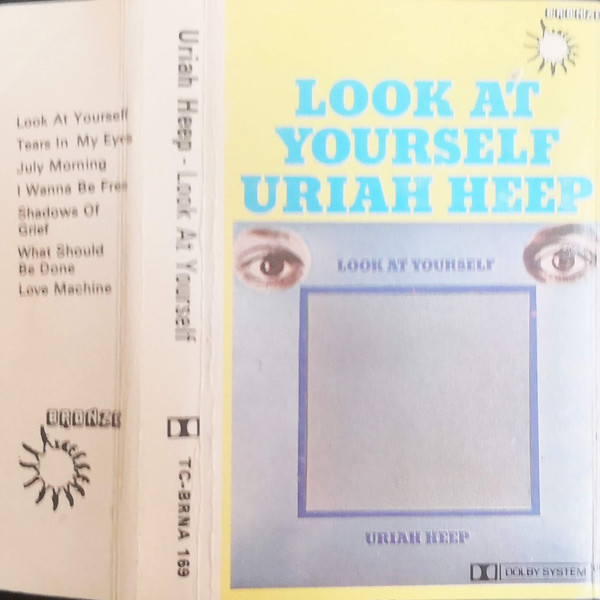 Look At Yourself
Tears In My Eyes
July Morning
I Wanna Be Free
Shadows Of
Grief
What Should
Be Done
Love Machine
BRONZE
Uriah Heep - Look At Yourself
TC-BRNA 169
BRONZE
LOOK AT
YOURSELF
URIAH HEEP
LOOK AT YOURSELF
URIAH HEEP
DOLBY SYSTEM